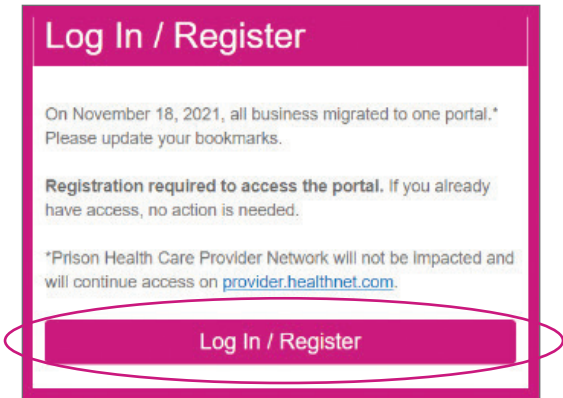 Log In / Register
On November 18, 2021, all business migrated to one portal.*
Please update your bookmarks.
Registration required to access the portal. If you already
have access, no action is needed.
*Prison Health Care Provider Network will not be impacted and
will continue access on provider.healthnet.com.
Log In / Register